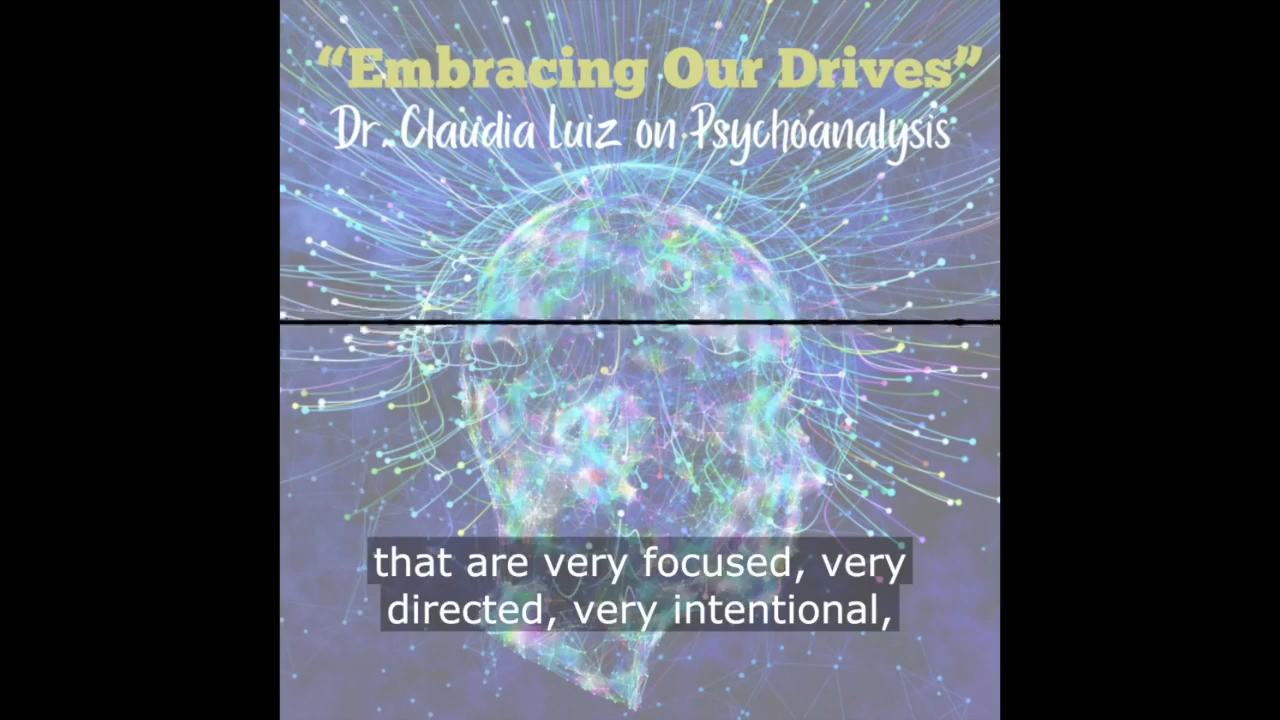 “Embracing Our Drives”
Dr. Claudia Luiz on Psychoanalysis
that are very focused, very
directed, very intentional,